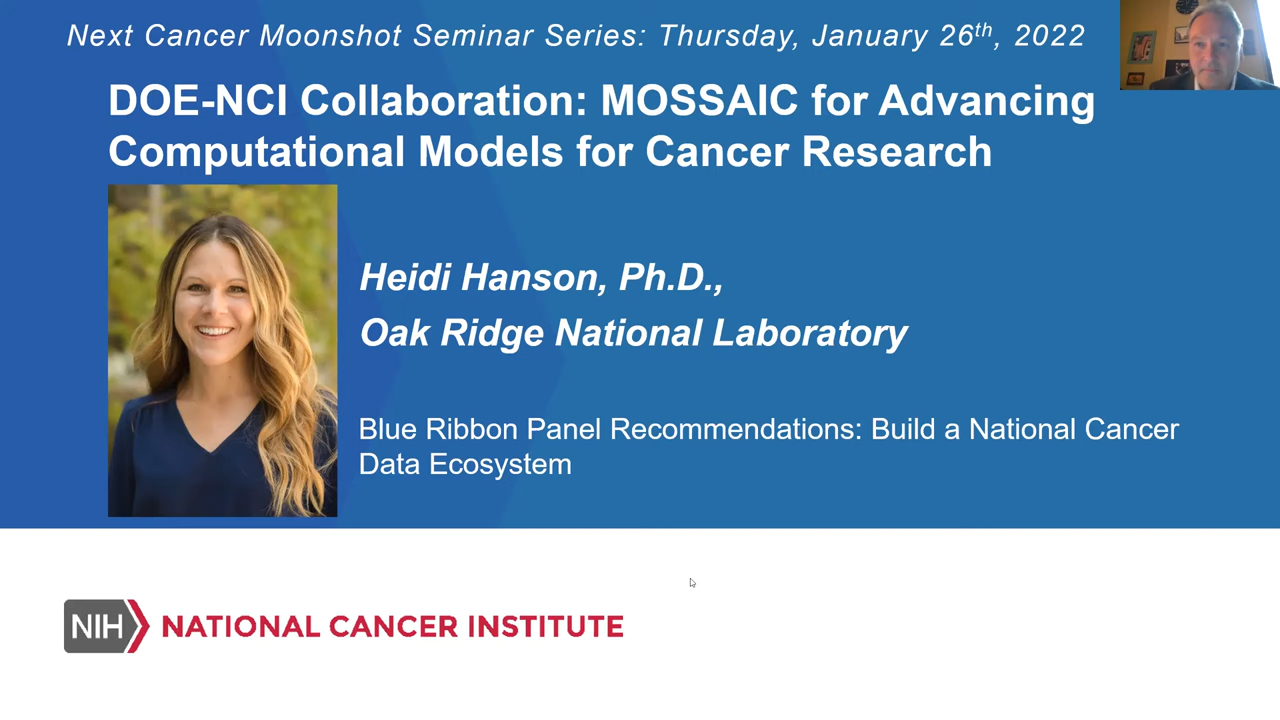 Next Cancer Moonshot Seminar Series: Thursday, January 26th, 2022
DOE-NCI Collaboration: MOSSAIC for Advancing
Computational Models for Cancer Research
Heidi Hanson, Ph.D.,
Oak Ridge National Laboratory
Blue Ribbon Panel Recommendations: Build a National Cancer
Data Ecosystem
NIH NATIONAL CANCER INSTITUTE